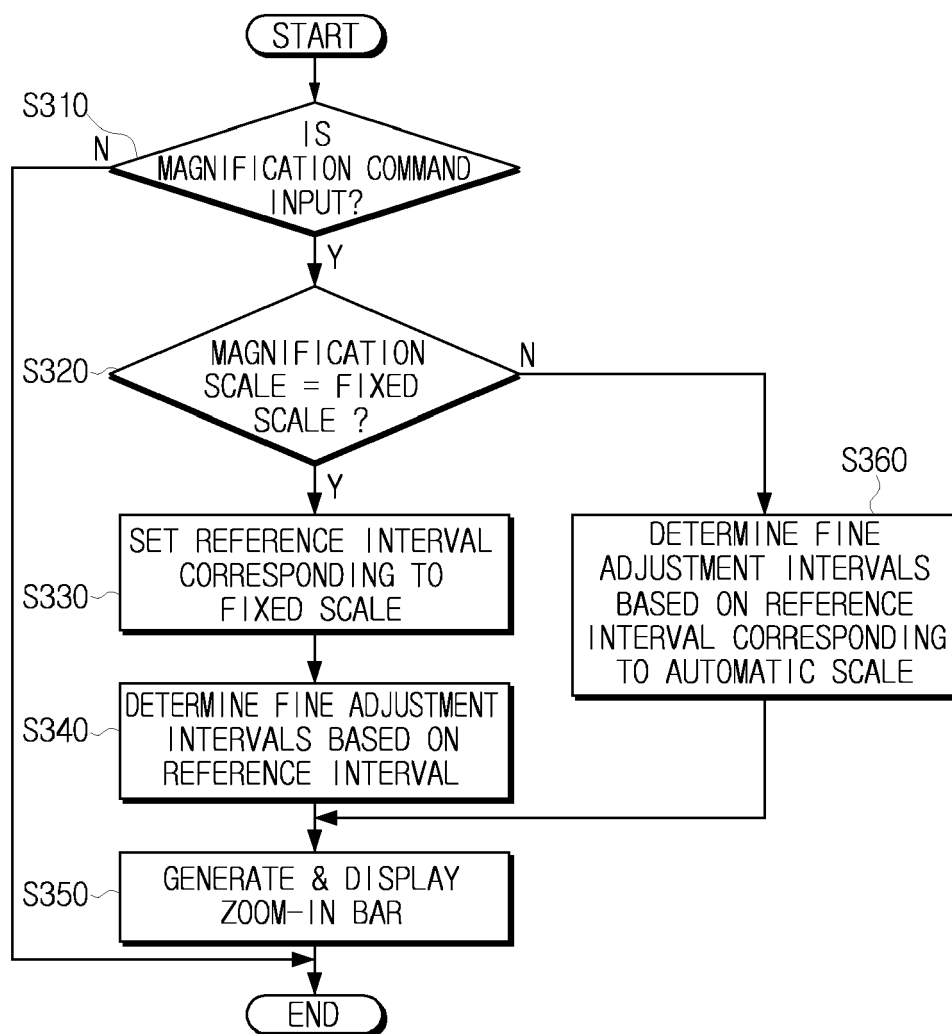 START
S310
N
IS
MAGNIFICATION COMMAND
INPUT?
Y
S320
MAGNIFICATION
SCALE = FIXED
SCALE ?
N
Y
S330
SET REFERENCE INTERVAL
CORRESPONDING TO
FIXED SCALE
S360
DETERMINE FINE
ADJUSTMENT INTERVALS
BASED ON REFERENCE
INTERVAL CORRESPONDING
TO AUTOMATIC SCALE
S340
DETERMINE FINE ADJUSTMENT
INTERVALS BASED ON
REFERENCE INTERVAL
S350
GENERATE & DISPLAY
ZOOM-IN BAR
END